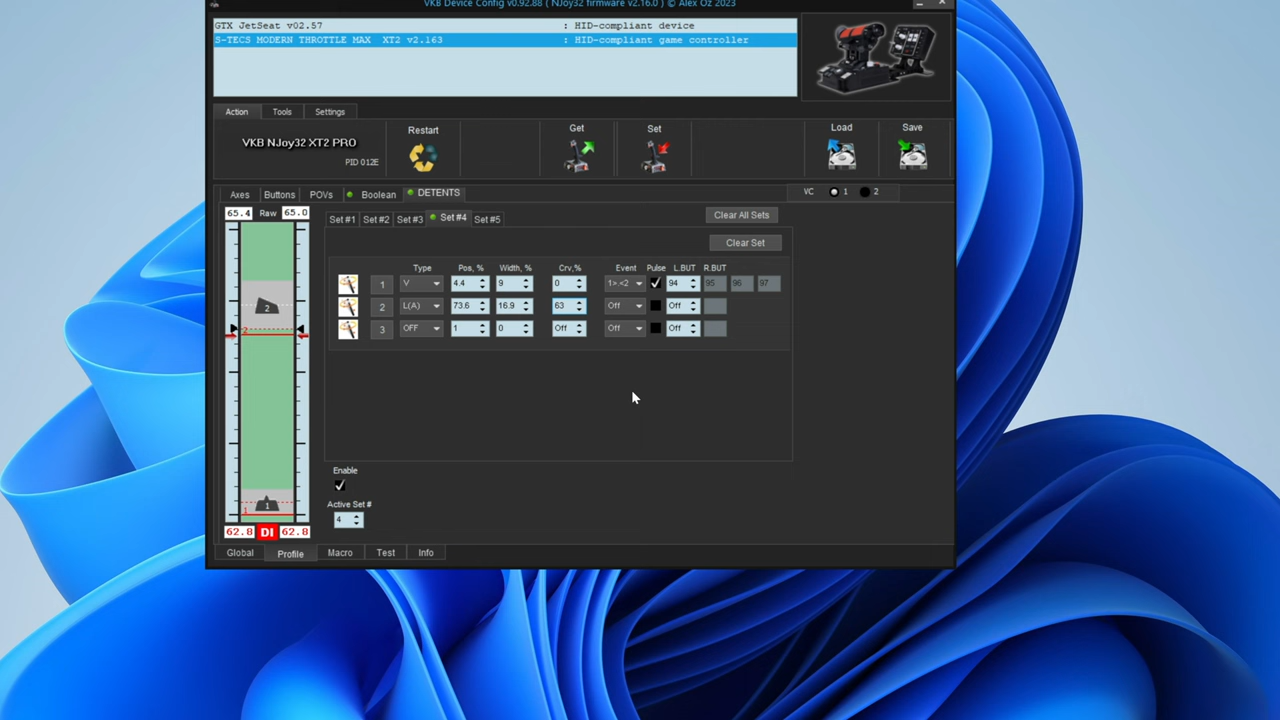 VKB Device Config v0.92.88 ( NJoy32 firmware v2.16.0 ) © Alex Oz 2023
GTX JetSeat v02.57 : HID-compliant device
S-TECS MODERN THROTTLE MAX XT2 v2.163 : HID-compliant game controller
Action Tools Settings
VKB NJoy32 XT2 PRO
PID 012E
Restart Get Set Load Save
Axes Buttons POVs Boolean DETENTS VC 1 2
65.4 Raw 65.0
Set #1 Set #2 Set #3 Set #4 Set #5 Clear All Sets
Clear Set
Type Pos, % Width, % Crv,% Event Pulse L.BUT R.BUT
1 V 4.4 9 0 1>.<2 94 95 96 97
2 L(A) 73.6 16.9 63 Off Off
3 OFF 1 0 Off Off Off
2
2
1
1
Enable
Active Set #
4
62.8 DI 62.8
Global Profile Macro Test Info